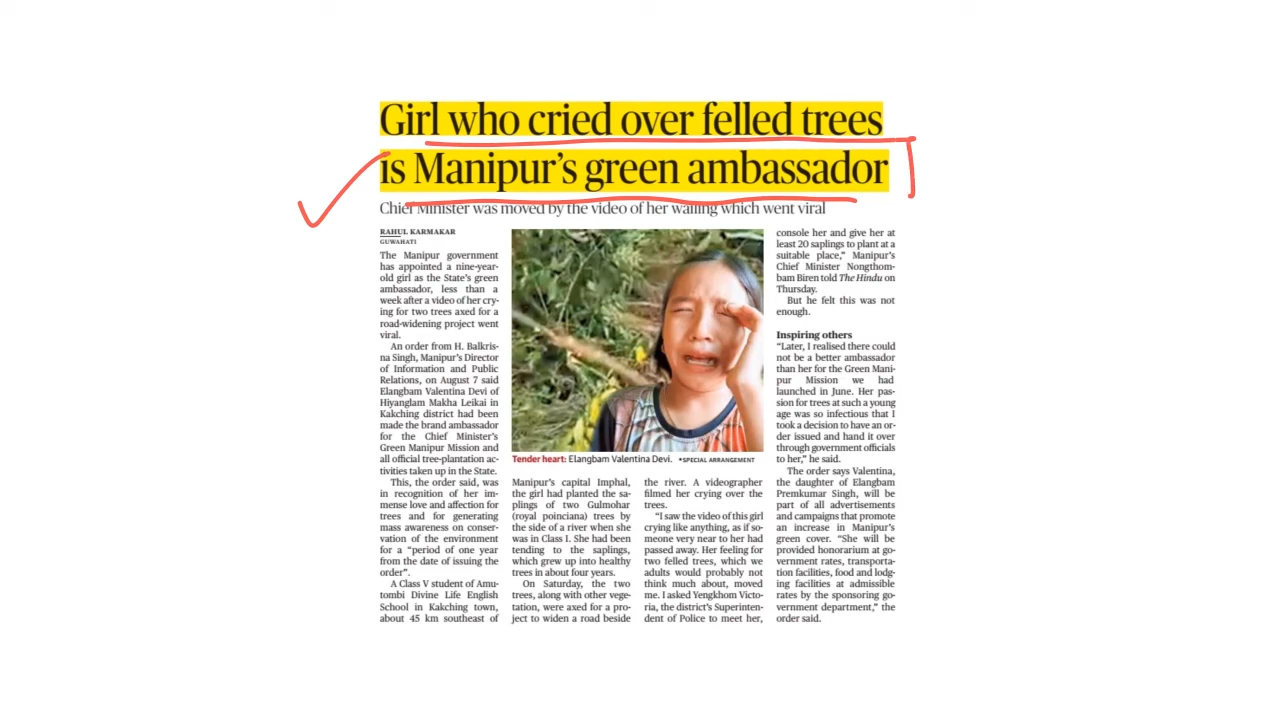 Girl who cried over felled trees
is Manipur's green ambassador
Chief Minister was moved by the video of her wailing which went viral
RAHUL KARMAKAR
GUWAHATI
The Manipur government
has appointed a nine-year-
old girl as the State's green
ambassador, less than a
week after a video of her cry-
ing for two trees axed for a
road-widening project went
viral.
An order from H. Balkris-
na Singh, Manipur's Director
of Information and Public
Relations, on August 7 said
Elangbam Valentina Devi of
Hiyanglam Makha Leikai in
Kakching district had been
made the brand ambassador
for the Chief Minister's
Green Manipur Mission and
all official tree-plantation ac-
tivities taken up in the State.
This, the order said, was
in recognition of her im-
mense love and affection for
trees and for generating
mass awareness on conser-
vation of the environment
for a "period of one year
from the date of issuing the
order".
A Class V student of Amu-
tombi Divine Life English
School in Kakching town,
about 45 km southeast of
Tender heart: Elangbam Valentina Devi. •SPECIAL ARRANGEMENT
Manipur's capital Imphal,
the girl had planted the sa-
plings of two Gulmohar
(royal poinciana) trees by
the side of a river when she
was in Class I. She had been
tending to the saplings,
which grew up into healthy
trees in about four years.
On Saturday, the two
trees, along with other vege-
tation, were axed for a pro-
ject to widen a road beside
the river. A videographer
filmed her crying over the
trees.
"I saw the video of this girl
crying like anything, as if so-
meone very near to her had
passed away. Her feeling for
two felled trees, which we
adults would probably not
think much about, moved
me. I asked Yengkhom Victo-
ria, the district's Superinten-
dent of Police to meet her,
console her and give her at
least 20 saplings to plant at a
suitable place," Manipur's
Chief Minister Nongthom-
bam Biren told The Hindu on
Thursday.
But he felt this was not
enough.
Inspiring others
"Later, I realised there could
not be a better ambassador
than her for the Green Mani-
pur Mission we had
launched in June. Her pas-
sion for trees at such a young
age was so infectious that I
took a decision to have an or-
der issued and hand it over
through government officials
to her," he said.
The order says Valentina,
the daughter of Elangbam
Premkumar Singh, will be
part of all advertisements
and campaigns that promote
an increase in Manipur's
green cover. "She will be
provided honorarium at go-
vernment rates, transporta-
tion facilities, food and lodg-
ing facilities at admissible
rates by the sponsoring go-
vernment department," the
order said.